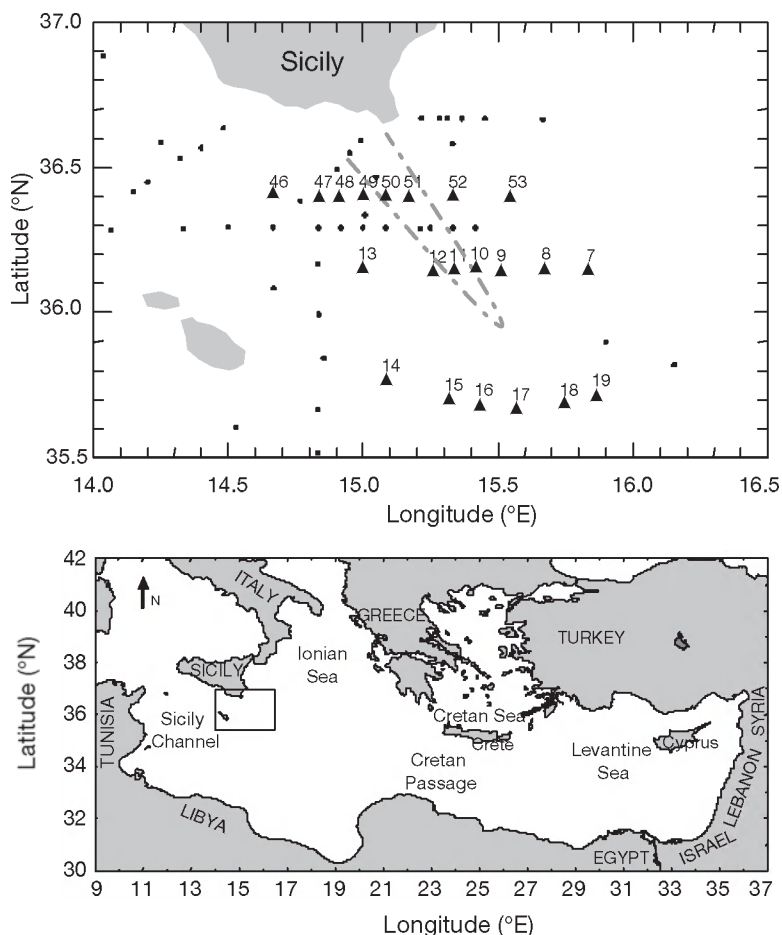 37.0
Sicily
36.5
46 47 48 49 50 51 52 53
Latitude (°N)
13 12 11 10 9 8 7
36.0
14 15 16 17 18 19
35.5
14.0 14.5 15.0 15.5 16.0 16.5
Longitude (°E)
42
ITALY
N
40
GREECE
TURKEY
Ionian
Sea
38
SICILY
Latitude (°N)
36
TUNISIA
Sicily
Channel
Cretan Sea
Crete
SYRIA
Levantine
Sea
Cyprus
34
Cretan
Passage
LEBANON
32
LIBYA
EGYPT
ISRAEL
30
9 11 13 15 17 19 21 23 25 27 29 31 33 35 37
Longitude (°E)